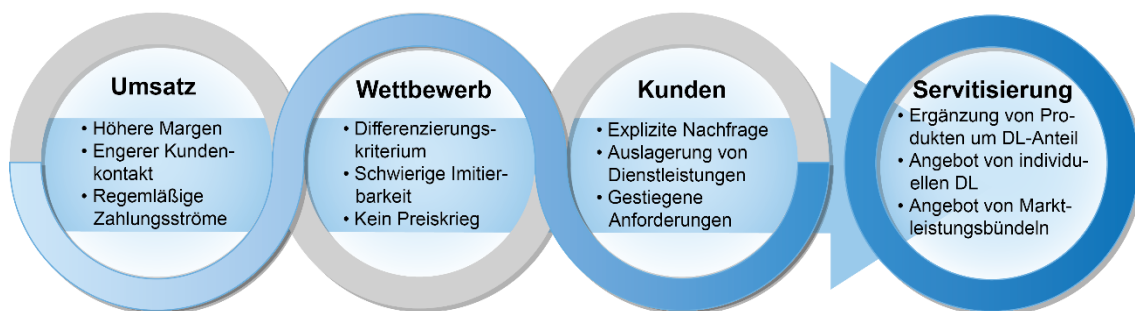 Umsatz
• Höhere Margen
• Engerer Kunden-
kontakt
• Regemläßige
Zahlungsströme
Wettbewerb
• Differenzierungs-
kriterium
• Schwierige Imitier-
barkeit
• Kein Preiskrieg
Kunden
• Explizite Nachfrage
• Auslagerung von
Dienstleistungen
• Gestiegene
Anforderungen
Servitisierung
• Ergänzung von Pro-
dukten um DL-Anteil
• Angebot von individu-
ellen DL
• Angebot von Markt-
leistungsbündeln